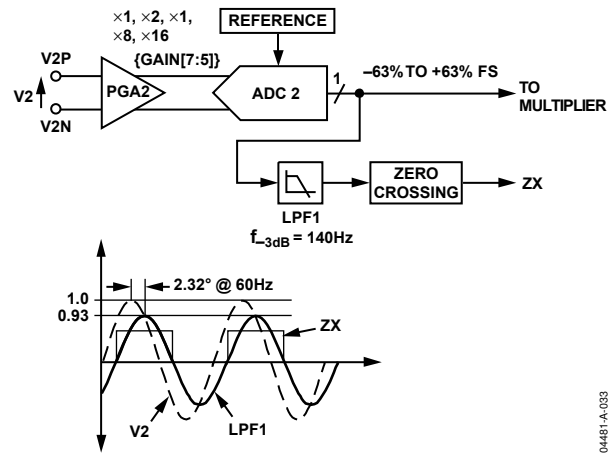 ×1, ×2, ×1,
×8, ×16
{GAIN[7:5]}
REFERENCE
V2P
V2
V2N
PGA2
ADC 2
1
–63% TO +63% FS
TO
MULTIPLIER
LPF1
f–3dB = 140Hz
ZERO
CROSSING
ZX
2.32° @ 60Hz
1.0
0.93
ZX
V2
LPF1
04481-A-033